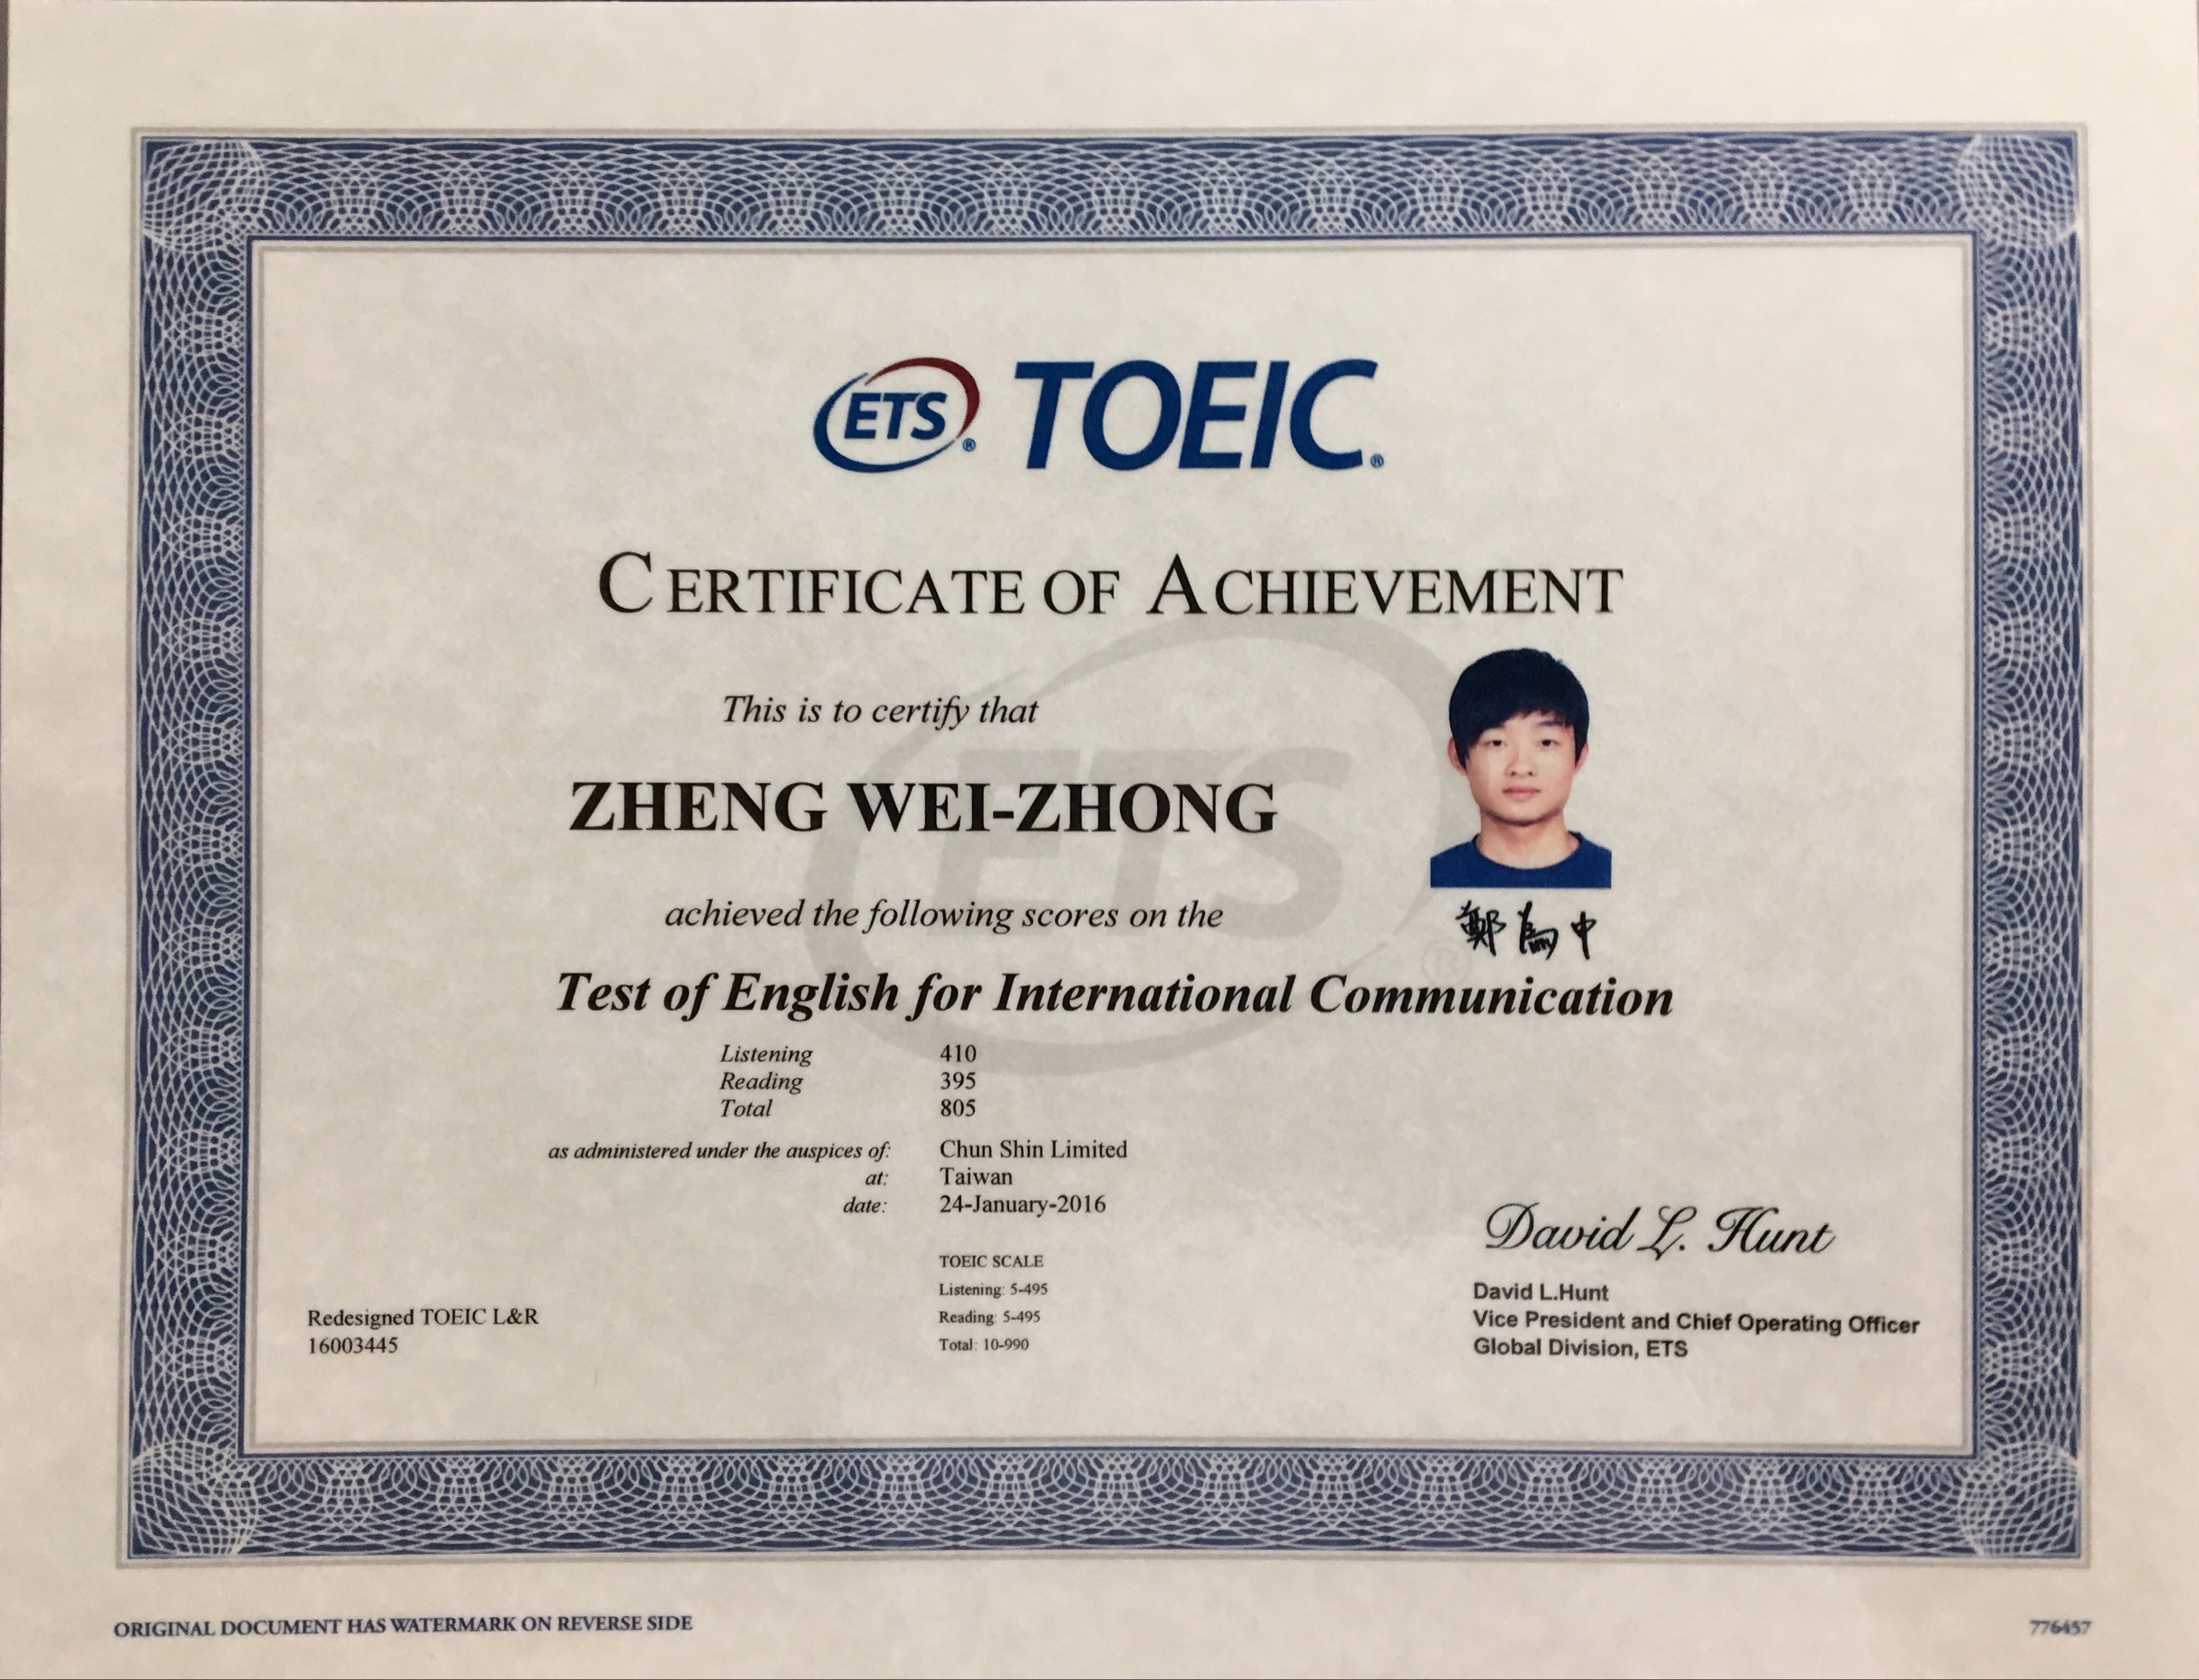 ETS® TOEIC®
CERTIFICATE OF ACHIEVEMENT
This is to certify that
ZHENG WEI-ZHONG
achieved the following scores on the
鄭為中
Test of English for International Communication
Listening 410
Reading 395
Total 805
as administered under the auspices of: Chun Shin Limited
at: Taiwan
date: 24-January-2016
TOEIC SCALE
Listening: 5-495
Reading: 5-495
Total: 10-990
Redesigned TOEIC L&R
16003445
David L. Hunt
David L.Hunt
Vice President and Chief Operating Officer
Global Division, ETS
ETS®
ORIGINAL DOCUMENT HAS WATERMARK ON REVERSE SIDE
776457